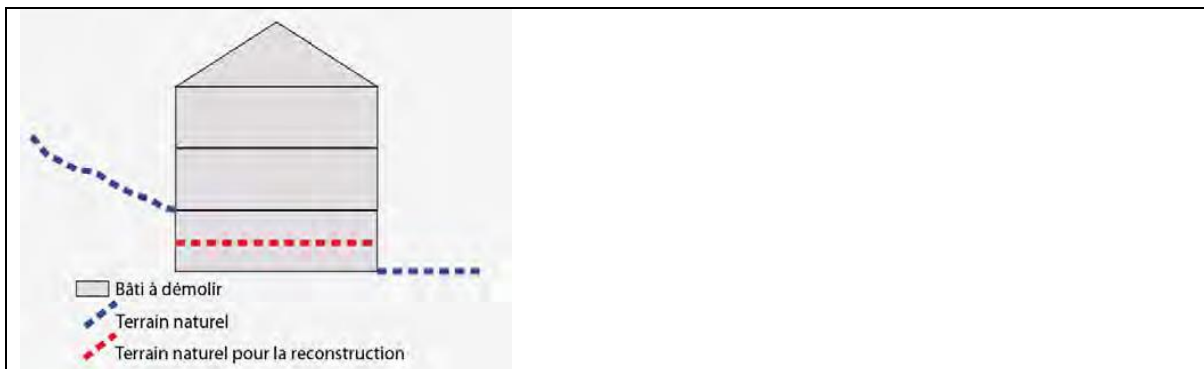 Bâti à démolir
Terrain naturel
Terrain naturel pour la reconstruction